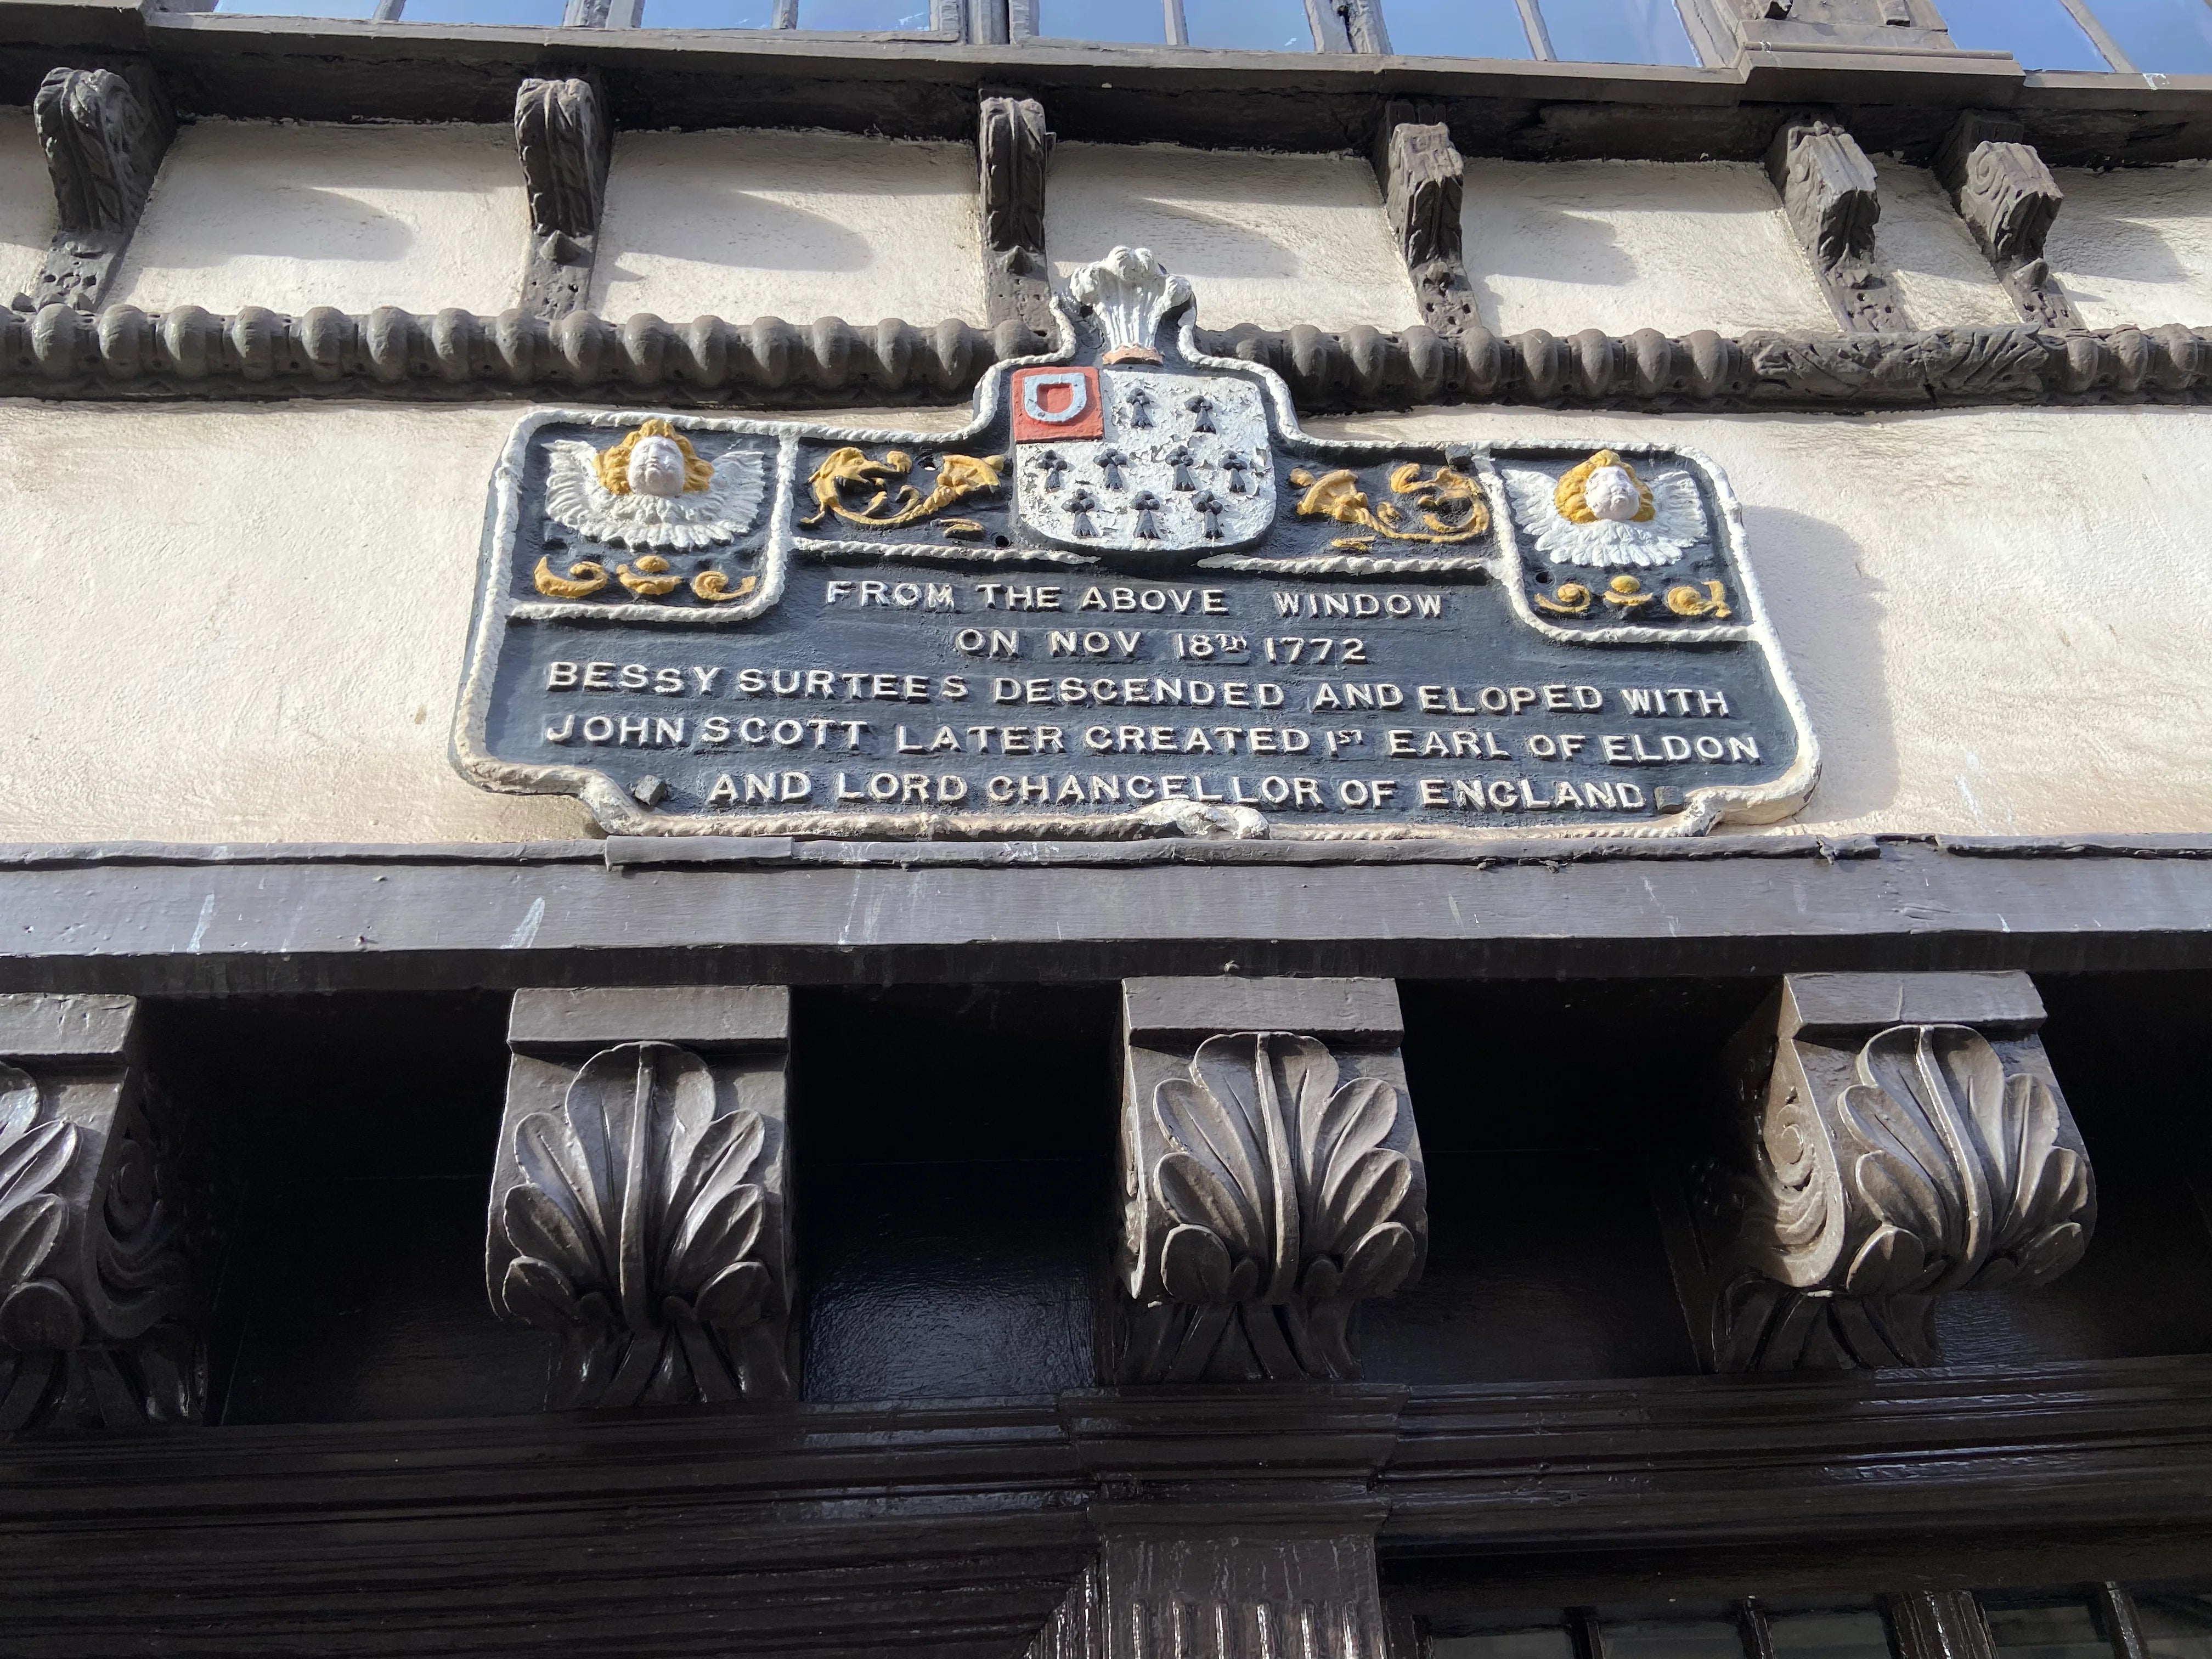 FROM THE ABOVE WINDOW
ON NOV 18TH 1772
BESSY SURTEES DESCENDED AND ELOPED WITH
JOHN SCOTT LATER CREATED 1ST EARL OF ELDON
AND LORD CHANCELLOR OF ENGLAND